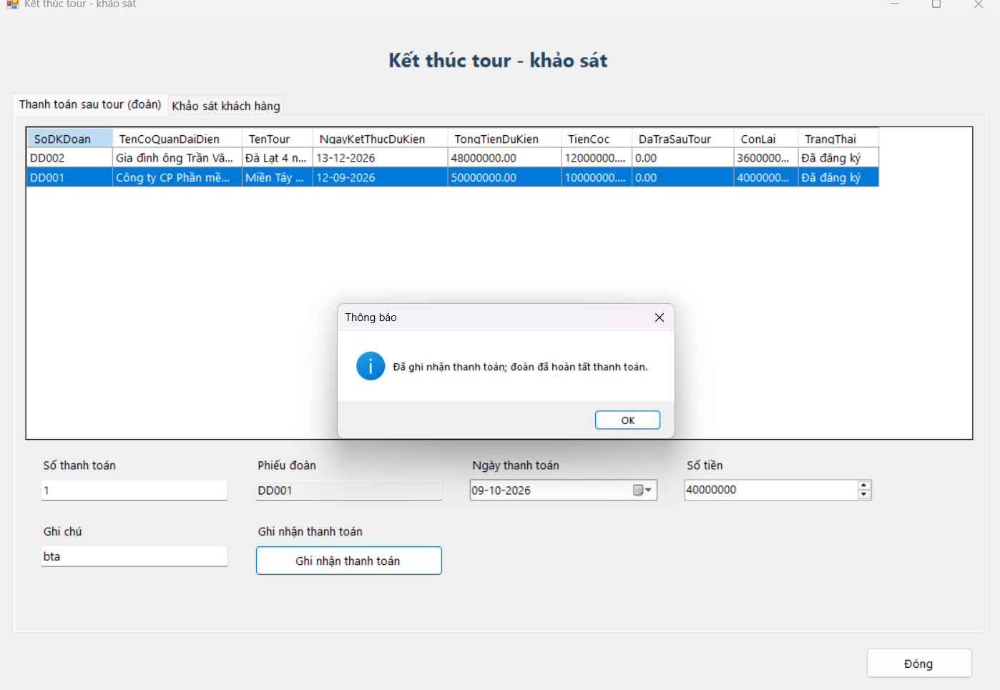 Kết thúc tour - khảo sát
Kết thúc tour - khảo sát
Thanh toán sau tour (đoàn) Khảo sát khách hàng
SoDKDoan TenCoQuanDaiDien TenTour NgayKetThucDuKien TongTienDuKien TienCoc DaTraSauTour ConLai TrangThai
DD002 Gia đình ông Trần Vă... Đà Lạt 4 n... 13-12-2026 48000000.00 12000000.... 0.00 3600000... Đã đăng ký
DD001 Công ty CP Phần mề... Miền Tây ... 12-09-2026 50000000.00 10000000.... 0.00 4000000... Đã đăng ký
Thông báo
Đã ghi nhận thanh toán; đoàn đã hoàn tất thanh toán.
OK
Số thanh toán Phiếu đoàn Ngày thanh toán Số tiền
1 DD001 09-10-2026 40000000
Ghi chú Ghi nhận thanh toán
bta Ghi nhận thanh toán
Đóng